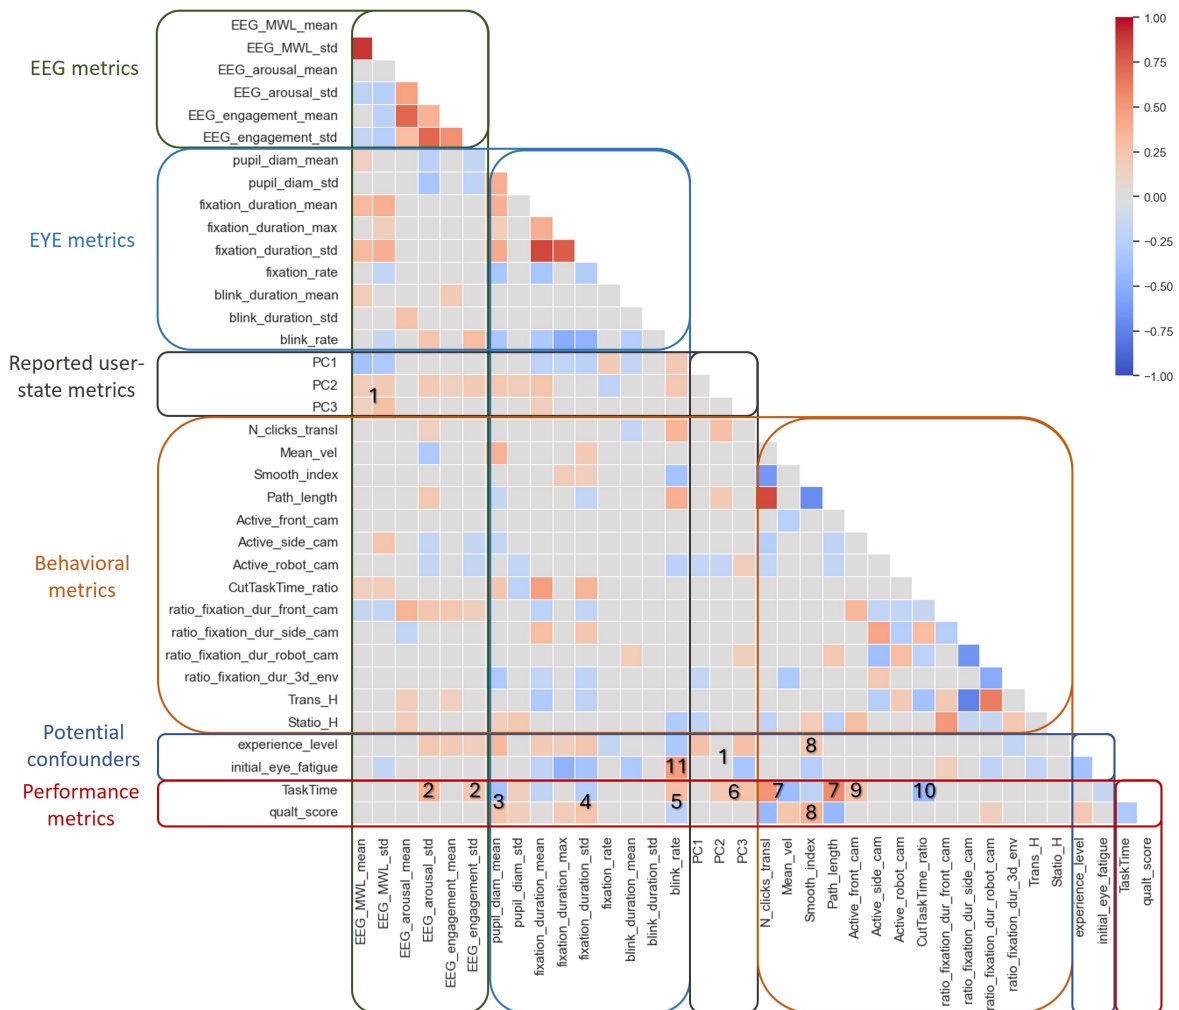 EEG metrics
EYE metrics
Reported user-
state metrics
Behavioral
metrics
Potential
confounders
Performance
metrics
EEG_MWL_mean
EEG_MWL_std
EEG_arousal_mean
EEG_arousal_std
EEG_engagement_mean
EEG_engagement_std
pupil_diam_mean
pupil_diam_std
fixation_duration_mean
fixation_duration_max
fixation_duration_std
fixation_rate
blink_duration_mean
blink_duration_std
blink_rate
PC1
PC2
PC3
N_clicks_transl
Mean_vel
Smooth_index
Path_length
Active_front_cam
Active_side_cam
Active_robot_cam
CutTaskTime_ratio
ratio_fixation_dur_front_cam
ratio_fixation_dur_side_cam
ratio_fixation_dur_robot_cam
ratio_fixation_dur_3d_env
Trans_H
Statio_H
experience_level
initial_eye_fatigue
TaskTime
qualt_score
1
1
8
11
2
2
3
4
5
6
7
7
9
10
8
1.00
0.75
0.50
0.25
0.00
−0.25
−0.50
−0.75
−1.00
EEG_MWL_mean
EEG_MWL_std
EEG_arousal_mean
EEG_arousal_std
EEG_engagement_mean
EEG_engagement_std
pupil_diam_mean
pupil_diam_std
fixation_duration_mean
fixation_duration_max
fixation_duration_std
fixation_rate
blink_duration_mean
blink_duration_std
blink_rate
PC1
PC2
PC3
N_clicks_transl
Mean_vel
Smooth_index
Path_length
Active_front_cam
Active_side_cam
Active_robot_cam
CutTaskTime_ratio
ratio_fixation_dur_front_cam
ratio_fixation_dur_side_cam
ratio_fixation_dur_robot_cam
ratio_fixation_dur_3d_env
Trans_H
Statio_H
experience_level
initial_eye_fatigue
TaskTime
qualt_score